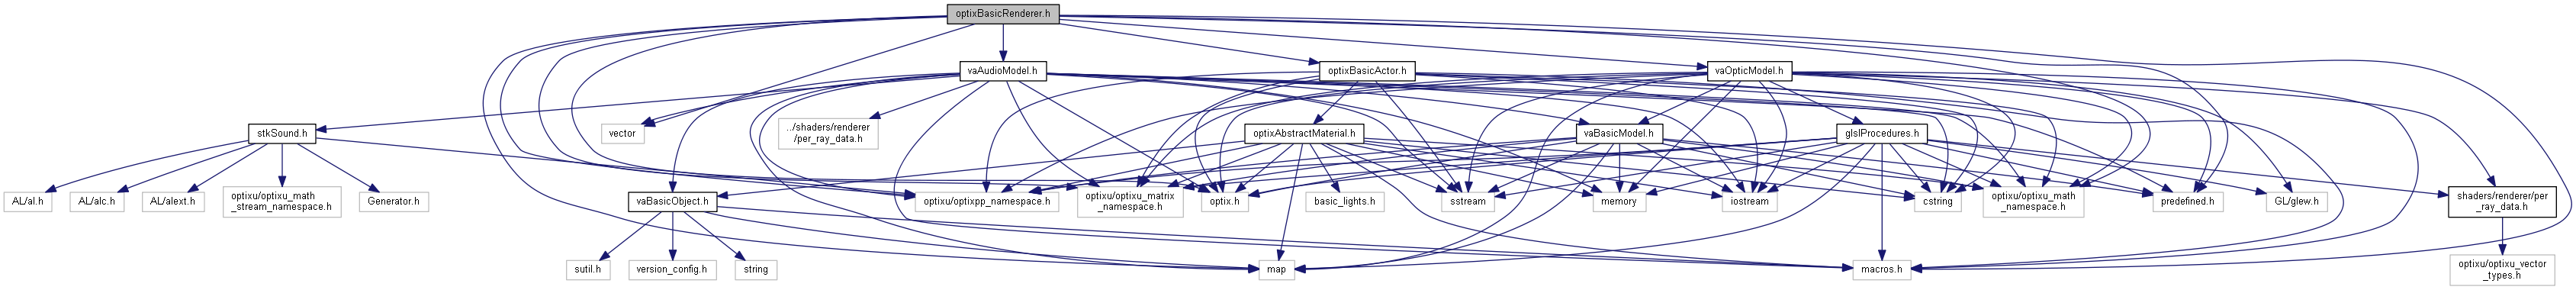 optixBasicRenderer.h
vaAudioModel.h
optixBasicActor.h
vaOpticModel.h
stkSound.h
vector
../shaders/renderer
/per_ray_data.h
optixAbstractMaterial.h
vaBasicModel.h
glslProcedures.h
AL/al.h
AL/alc.h
AL/alext.h
optixu/optixu_math
_stream_namespace.h
Generator.h
vaBasicObject.h
optixu/optixpp_namespace.h
optixu/optixu_matrix
_namespace.h
optix.h
basic_lights.h
sstream
memory
iostream
cstring
optixu/optixu_math
_namespace.h
predefined.h
GL/glew.h
shaders/renderer/per
_ray_data.h
sutil.h
version_config.h
string
map
macros.h
optixu/optixu_vector
_types.h